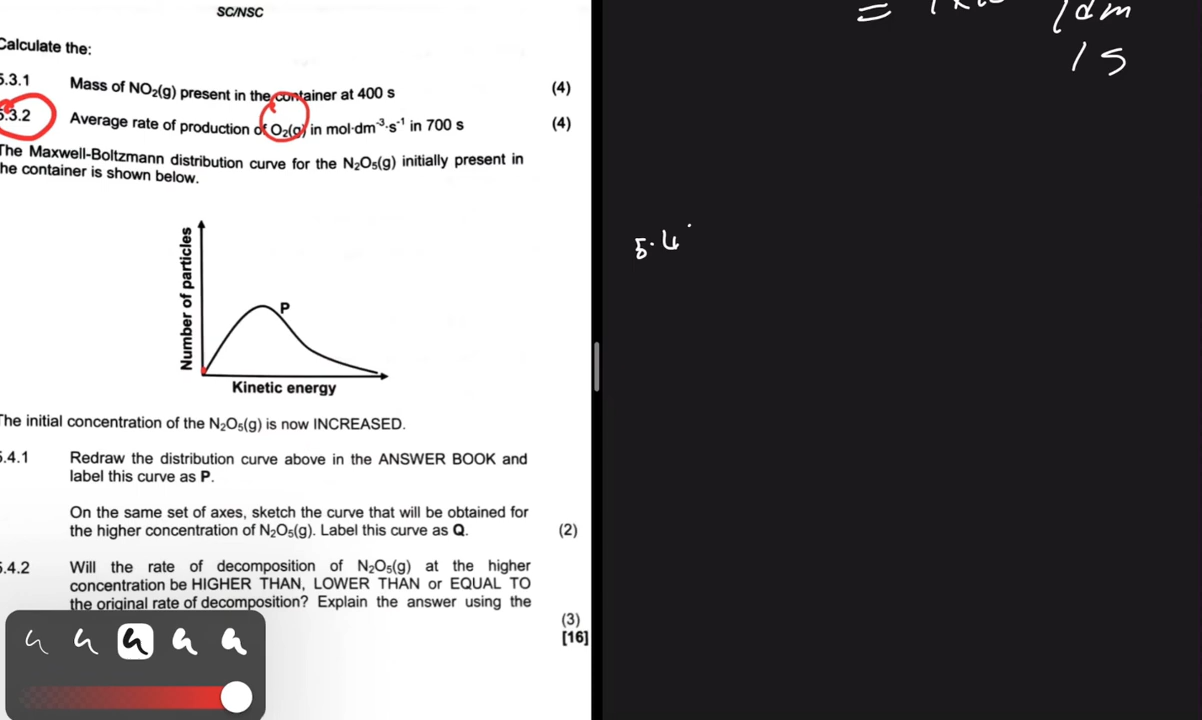 SC/NSC
Calculate the:
5.3.1 Mass of NO₂(g) present in the container at 400 s (4)
5.3.2 Average rate of production of O₂(g) in mol·dm⁻³·s⁻¹ in 700 s (4)
The Maxwell-Boltzmann distribution curve for the N₂O₅(g) initially present in
the container is shown below.
Number of particles
P
Kinetic energy
The initial concentration of the N₂O₅(g) is now INCREASED.
5.4.1 Redraw the distribution curve above in the ANSWER BOOK and
label this curve as P.
On the same set of axes, sketch the curve that will be obtained for
the higher concentration of N₂O₅(g). Label this curve as Q. (2)
5.4.2 Will the rate of decomposition of N₂O₅(g) at the higher
concentration be HIGHER THAN, LOWER THAN or EQUAL TO
the original rate of decomposition? Explain the answer using the
(3)
[16]
=
5.4